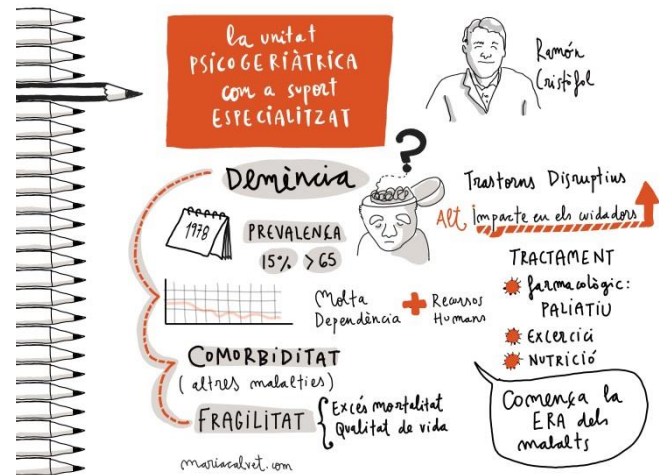 la unitat
PSICOGERIÀTRICA
com a suport
ESPECIALITZAT
Ramón
Cristòfol
Demència
?
1978
PREVALENÇA
15% >65
Trastorns Disruptius
Alt Impacte en els cuidadors
TRACTAMENT
farmacològic:
PALIATIU
EXCERCICI
NUTRICIÓ
Molta
Dependència
+
Recursos
Humans
COMORBIDITAT
(altres malalties)
FRAGILITAT
Excés mortalitat
Qualitat de vida
Comença la
ERA dels
malalts
mariacalvet.com